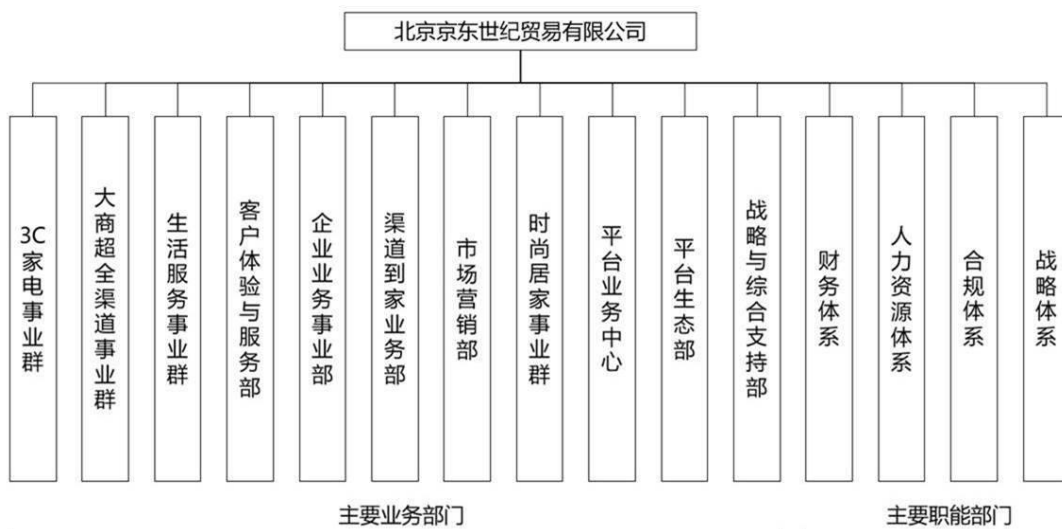 北京京东世纪贸易有限公司
3C家电事业群
大商超全渠道事业群
生活服务事业群
客户体验与服务部
企业业务事业部
渠道到家业务部
市场营销部
时尚居家事业群
平台业务中心
平台生态部
战略与综合支持部
财务体系
人力资源体系
合规体系
战略体系
主要业务部门
主要职能部门